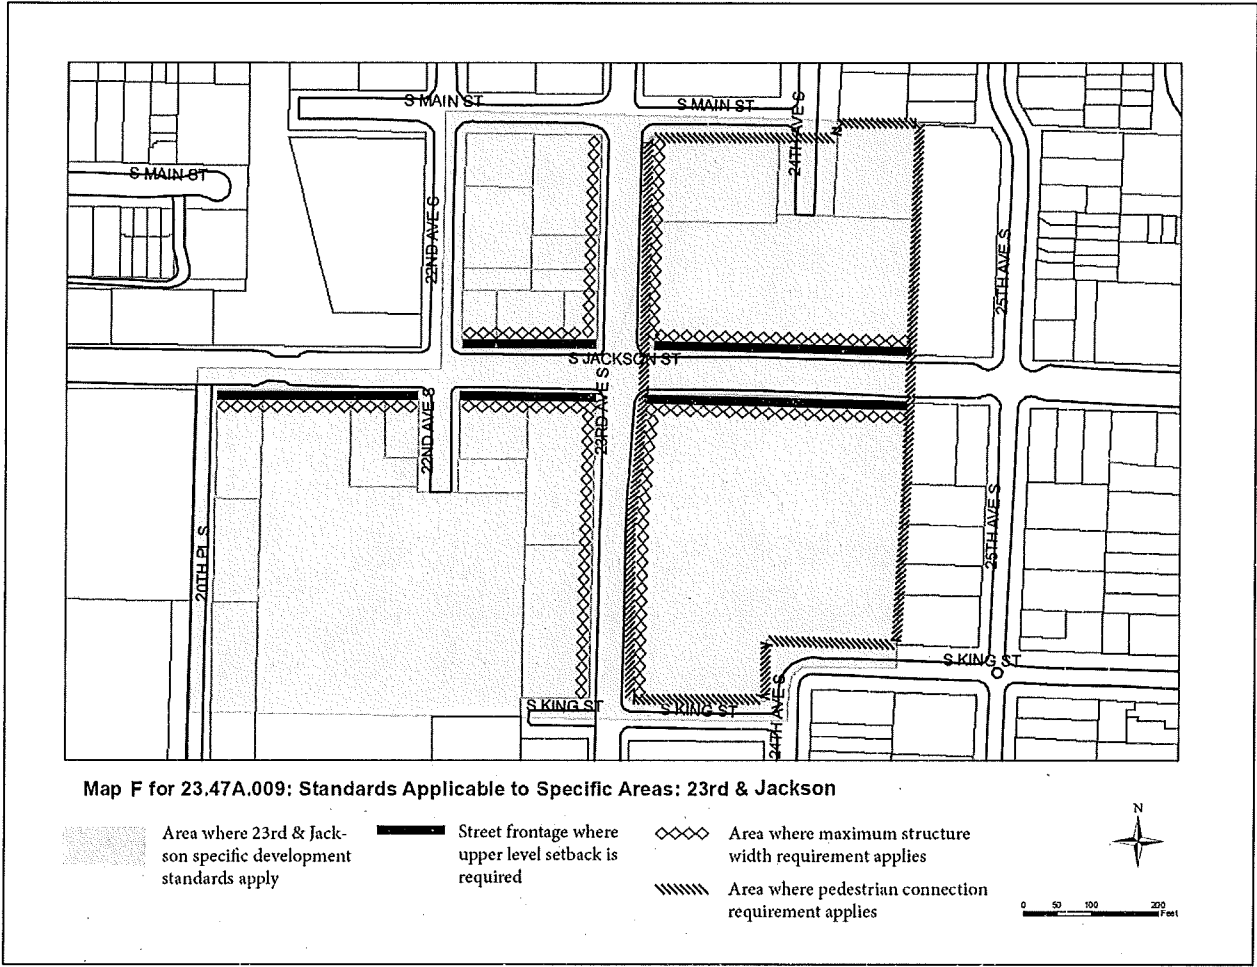 S MAIN ST
S MAIN ST
24TH AVE S
S MAIN ST
22ND AVE S
25TH AVE S
S JACKSON ST
23RD AVE S
22ND AVE S
25TH AVE S
20TH PL S
S KING ST
S KING ST
S KING ST
24TH AVE S
Map F for 23.47A.009: Standards Applicable to Specific Areas: 23rd & Jackson
Area where 23rd & Jack-
son specific development
standards apply
Street frontage where
upper level setback is
required
Area where maximum structure
width requirement applies
Area where pedestrian connection
requirement applies
N
0 50 100 200
Feet